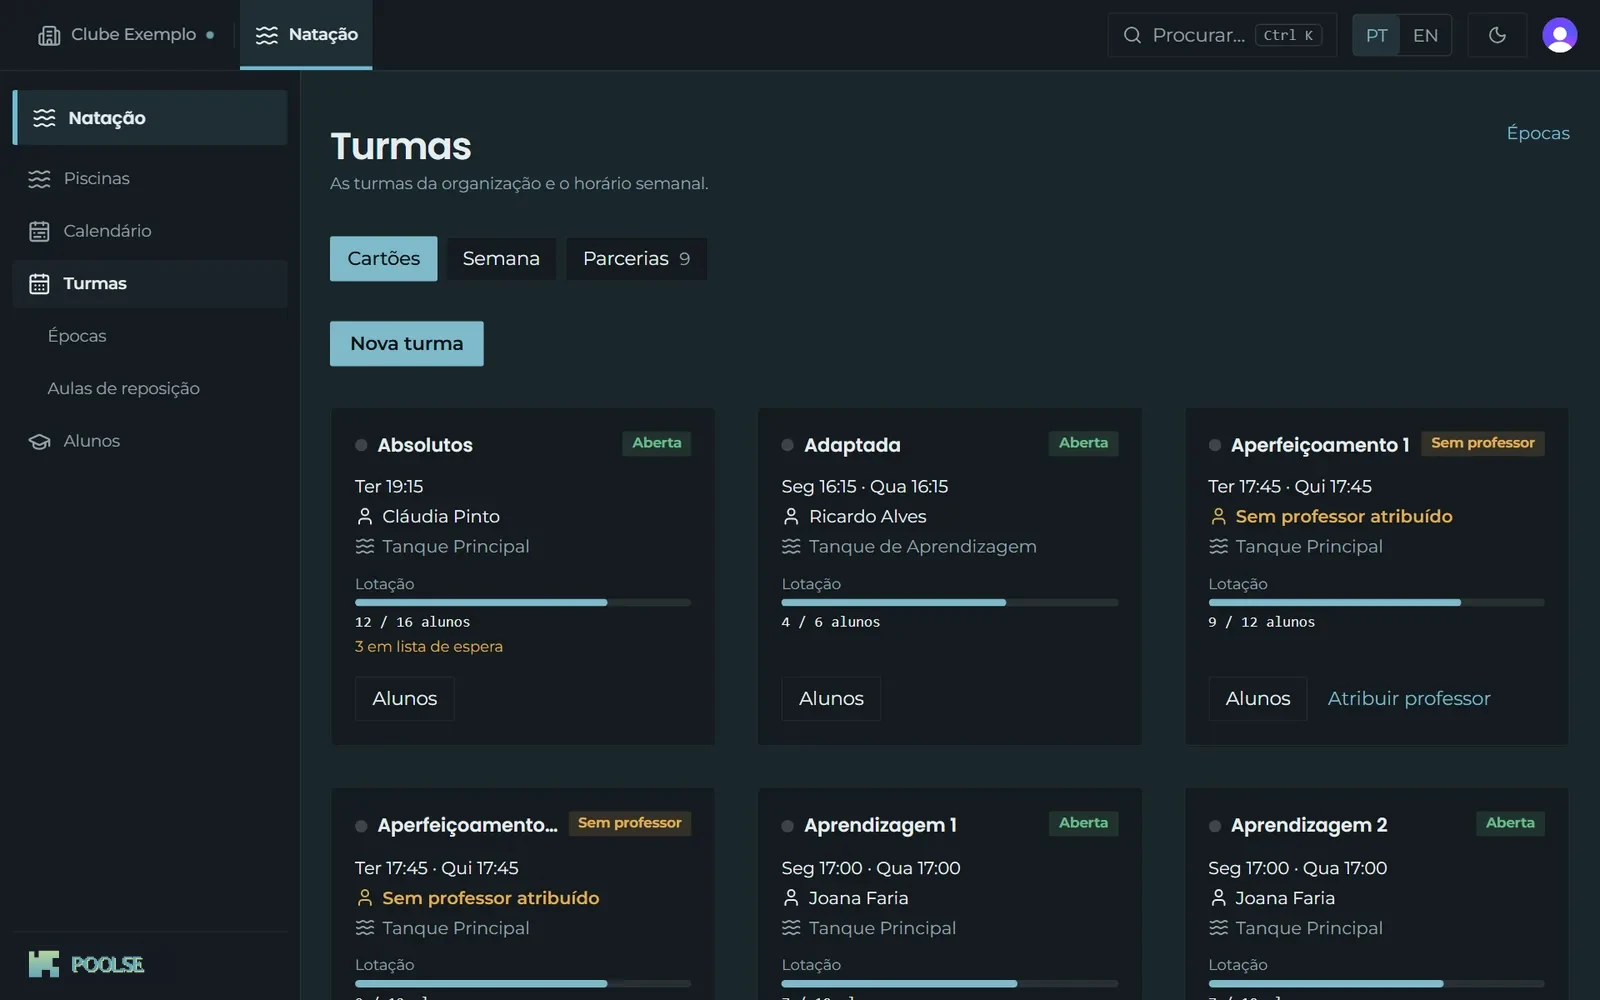 Clube Exemplo
Natação
Procurar... Ctrl K
PT EN
Natação
Piscinas
Calendário
Turmas
Épocas
Aulas de reposição
Alunos
POOLSE
Turmas
Épocas
As turmas da organização e o horário semanal.
Cartões Semana Parcerias 9
Nova turma
Absolutos Aberta
Ter 19:15
Cláudia Pinto
Tanque Principal
Lotação
12 / 16 alunos
3 em lista de espera
Alunos
Adaptada Aberta
Seg 16:15 · Qua 16:15
Ricardo Alves
Tanque de Aprendizagem
Lotação
4 / 6 alunos
Alunos
Aperfeiçoamento 1 Sem professor
Ter 17:45 · Qui 17:45
Sem professor atribuído
Tanque Principal
Lotação
9 / 12 alunos
Alunos Atribuir professor
Aperfeiçoamento... Sem professor
Ter 17:45 · Qui 17:45
Sem professor atribuído
Tanque Principal
Lotação
Aprendizagem 1 Aberta
Seg 17:00 · Qua 17:00
Joana Faria
Tanque Principal
Lotação
Aprendizagem 2 Aberta
Seg 17:00 · Qua 17:00
Joana Faria
Tanque Principal
Lotação